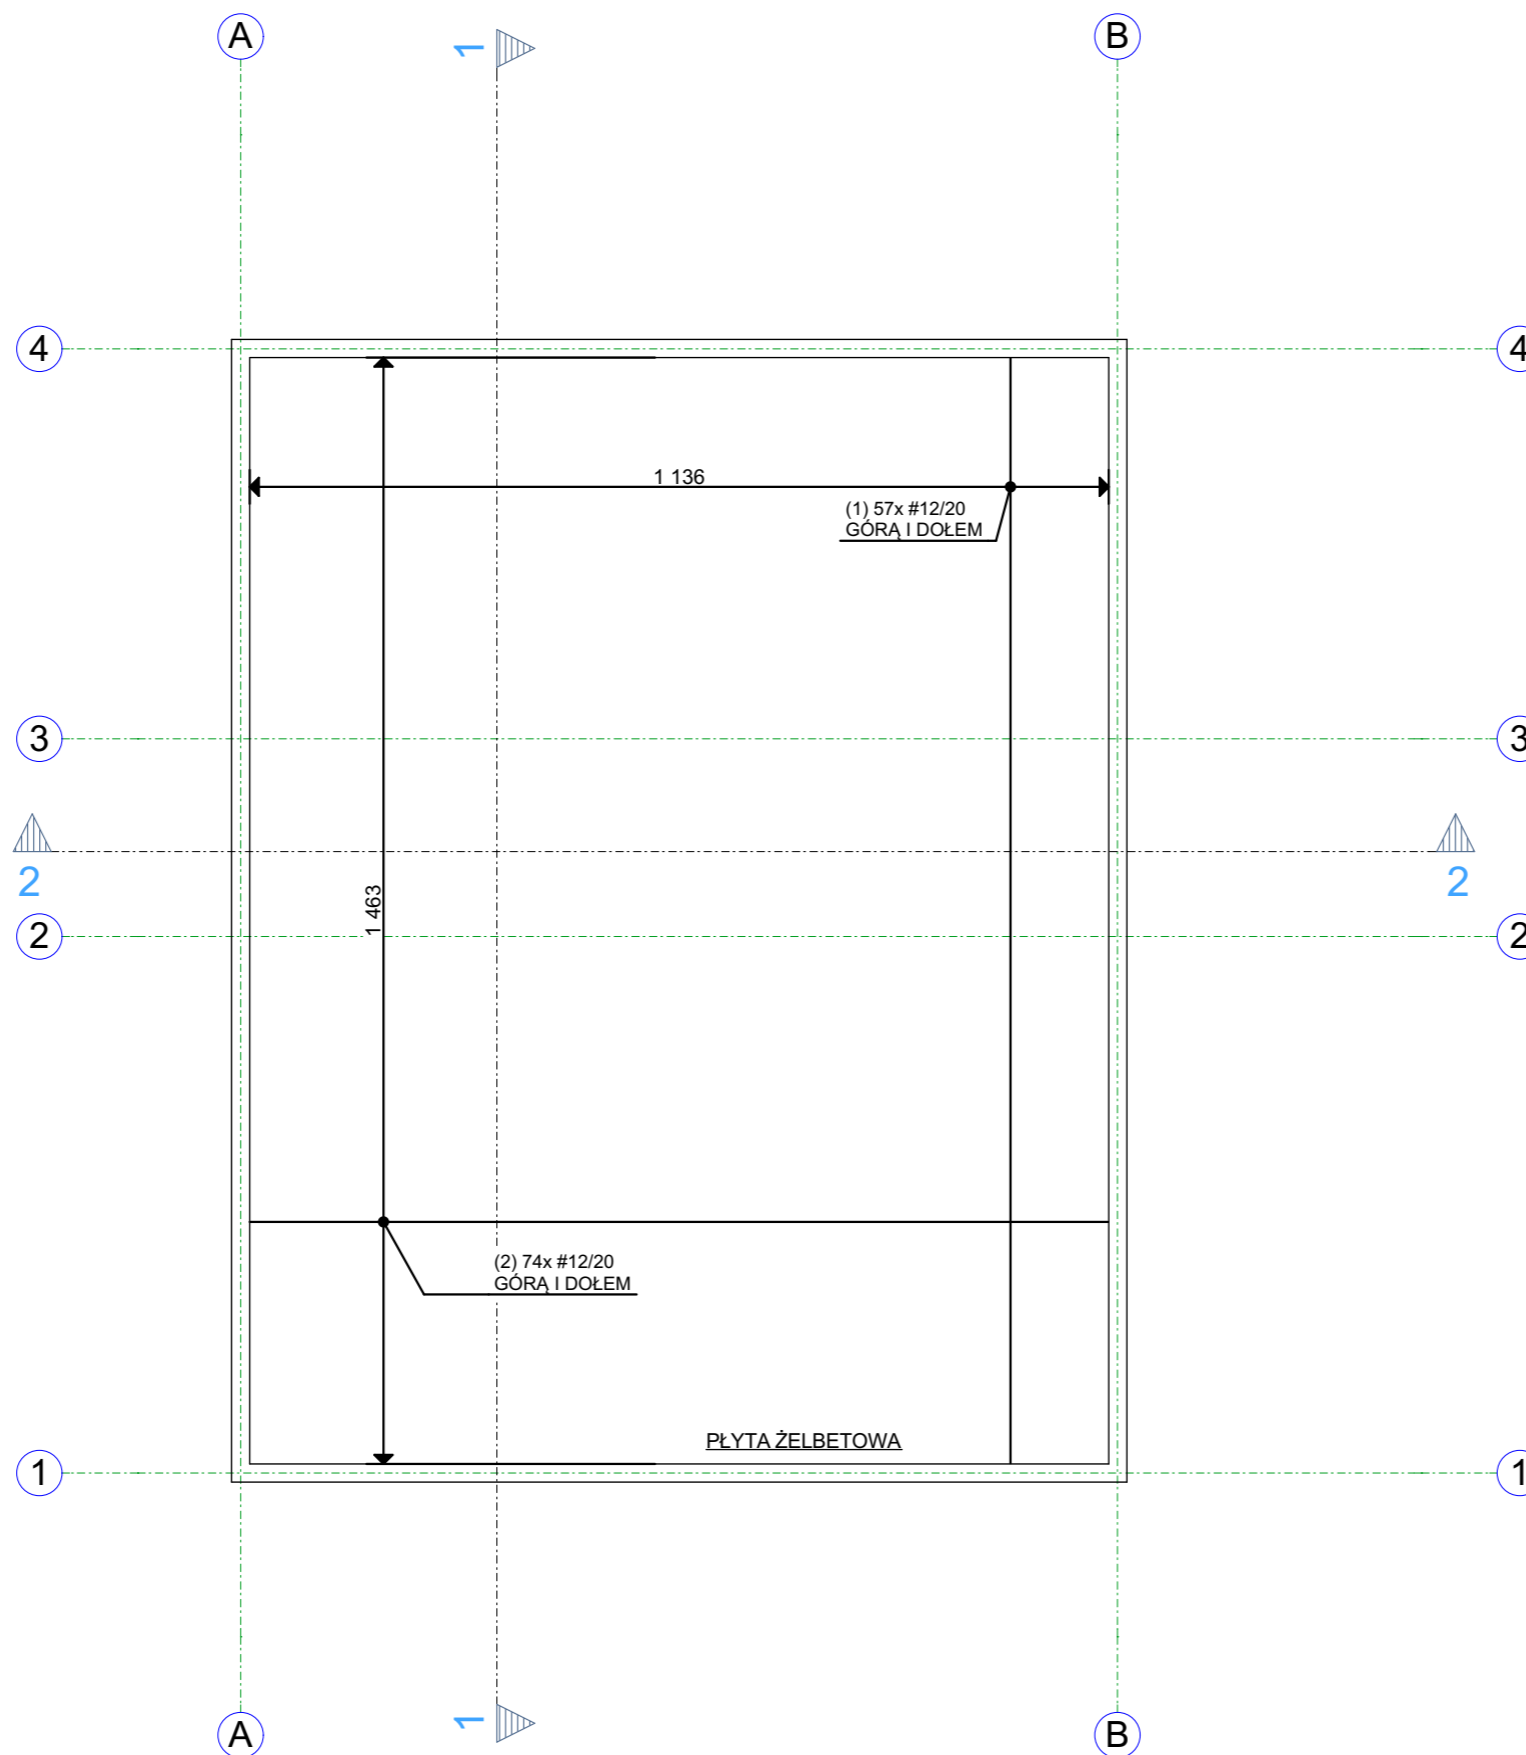 A
1
B
4
4
1 136
(1) 57x #12/20
GÓRĄ I DOŁEM
3
3
2
2
1 463
2
2
(2) 74x #12/20
GÓRĄ I DOŁEM
PŁYTA ŻELBETOWA
1
1
1
A
B